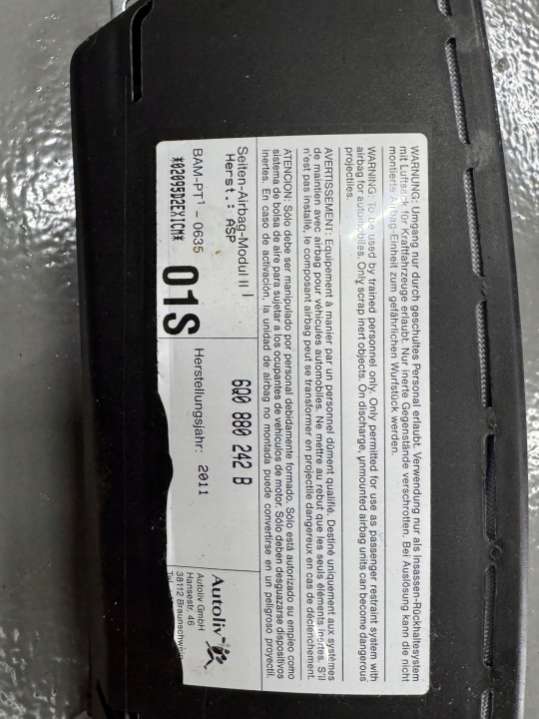 WARNUNG: Umgang nur durch geschultes Personal erlaubt. Verwendung nur als Insassen-Rückhaltesystem
mit Luftsack für Kraftfahrzeuge erlaubt. Nur inerte Gegenstände verschrotten. Bei Auslösung kann die nicht
montierte Airbag-Einheit zum gefährlichen Wurfstück werden.
WARNING: To be used by trained personnel only. Only permitted for use as passenger restraint system with
airbag for automobiles. Only scrap inert objects. On discharge, unmounted airbag units can become dangerous
projectiles.
AVERTISSEMENT: Equipement à manier par un personnel dûment qualifié. Destiné uniquement aux systèmes
de maintien avec airbag pour véhicules automobiles. Ne mettre au rebut que les seuls éléments inertes. S'il
n'est pas installé, le composant airbag peut se transformer en projectile dangereux en cas de déclenchement.
ATENCION: Sólo debe ser manipulado por personal debidamente formado. Sólo está autorizado su empleo como
sistema de bolsa de aire para sujetar a los ocupantes de vehículos de motor. Sólo deben desguazarse dispositivos
inertes. En caso de activación, la unidad de airbag no montada puede convertirse en un peligroso proyectil.
Seiten-Airbag-Modul II
Herst.: ASP
6Q0 880 242 B
BAM-PT1 - 0635
*02095D2EXICM*
01S
Herstellungsjahr: 2011
Autoliv
Autoliv GmbH
Hansestr. 46
38112 Braunschweig